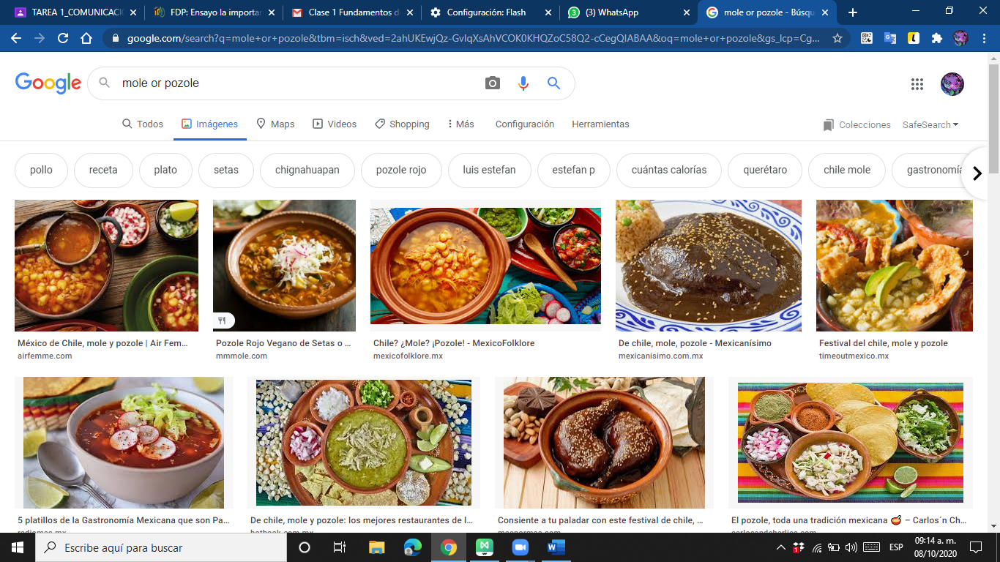 TAREA 1_COMUNICACI
FDP: Ensayo la importan
Clase 1 Fundamentos d
Configuración: Flash
(3) WhatsApp
mole or pozole - Búsqu
google.com/search?q=mole+or+pozole&tbm=isch&ved=2ahUKEwjQz-GvlqXsAhVCOK0KHQZoC58Q2-cCegQIABAA&oq=mole+or+pozole&gs_lcp=Cg...
Google
mole or pozole
Todos
Imágenes
Maps
Videos
Shopping
Más
Configuración
Herramientas
Colecciones
SafeSearch
pollo
receta
plato
setas
chignahuapan
pozole rojo
luis estefan
estefan p
cuántas calorías
querétaro
chile mole
gastronomía
México de Chile, mole y pozole | Air Fem...
airfemme.com
Pozole Rojo Vegano de Setas o ...
mmmole.com
Chile? ¿Mole? ¡Pozole! - MexicoFolklore
mexicofolklore.mx
De chile, mole, pozole - Mexicanísimo
mexicanisimo.com.mx
Festival del chile, mole y pozole
timeoutmexico.mx
5 platillos de la Gastronomía Mexicana que son Pa...
De chile, mole y pozole: los mejores restaurantes de l...
Consiente a tu paladar con este festival de chile, ...
El pozole, toda una tradición mexicana 🍲 – Carlos´n Ch...
Escribe aquí para buscar
ESP
09:14 a. m.
08/10/2020